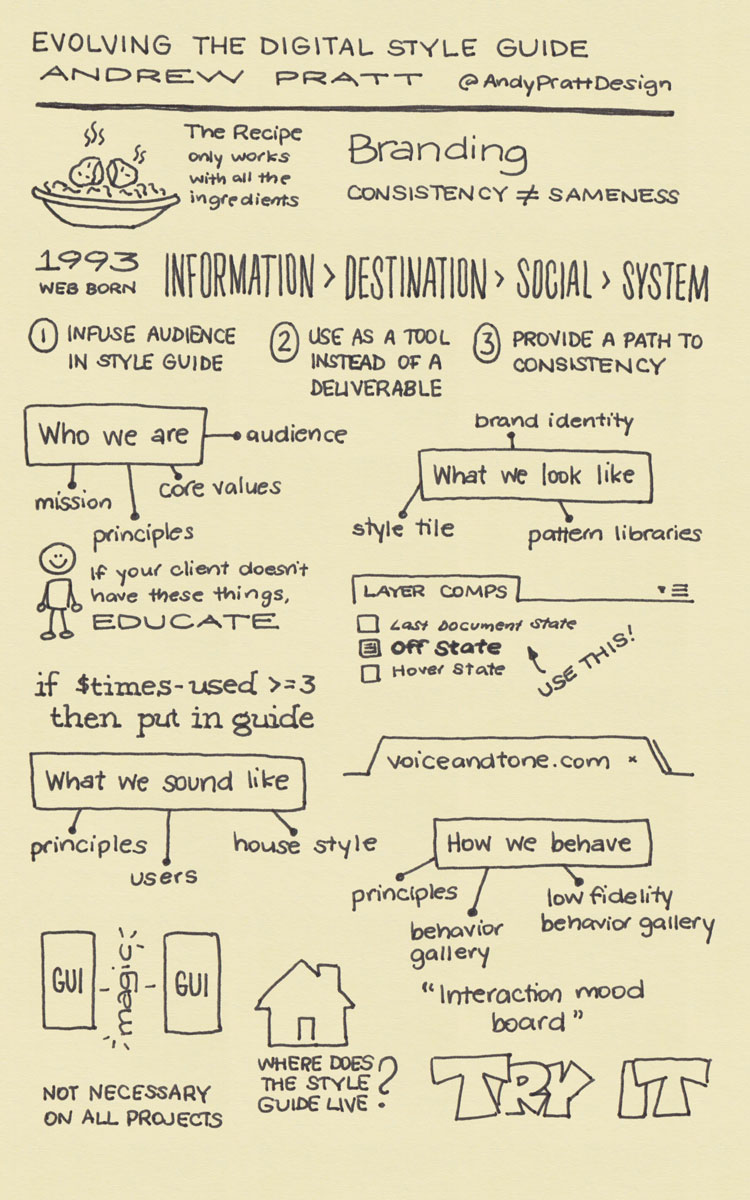 EVOLVING THE DIGITAL STYLE GUIDE
ANDREW PRATT @AndyPrattDesign
The Recipe
only works
with all the
ingredients
Branding
CONSISTENCY ≠ SAMENESS
1993
WEB BORN
INFORMATION > DESTINATION > SOCIAL > SYSTEM
1 INFUSE AUDIENCE
IN STYLE GUIDE
2 USE AS A TOOL
INSTEAD OF A
DELIVERABLE
3 PROVIDE A PATH TO
CONSISTENCY
Who we are
audience
mission
core values
principles
brand identity
What we look like
style tile
pattern libraries
If your client doesn't
have these things,
EDUCATE
LAYER COMPS
Last Document State
Off State
Hover State
USE THIS!
if $times-used >=3
then put in guide
What we sound like
principles
users
house style
voiceandtone.com ×
How we behave
principles
behavior
gallery
low fidelity
behavior gallery
"Interaction mood
board"
GUI
magic
GUI
NOT NECESSARY
ON ALL PROJECTS
WHERE DOES
THE STYLE
GUIDE LIVE?
TRY IT